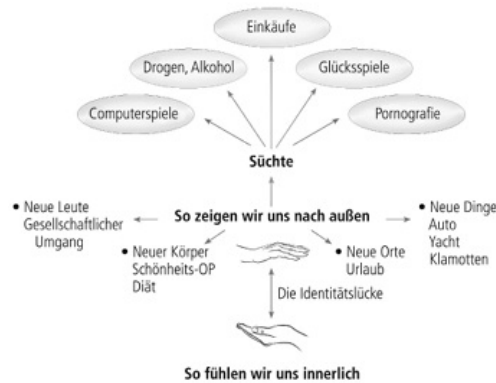 Einkäufe
Drogen, Alkohol
Glücksspiele
Computerspiele
Pornografie
Süchte
• Neue Leute
Gesellschaftlicher
Umgang
So zeigen wir uns nach außen
• Neue Dinge
Auto
Yacht
Klamotten
• Neuer Körper
Schönheits-OP
Diät
• Neue Orte
Urlaub
Die Identitätslücke
So fühlen wir uns innerlich